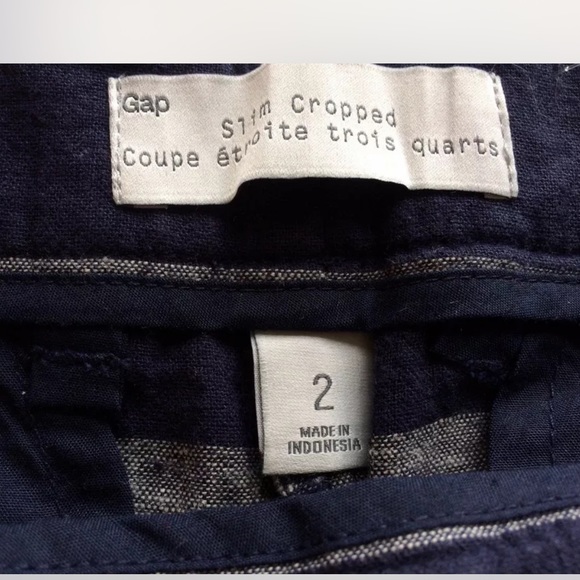 Gap
Slim Cropped
Coupe étroite trois quarts
2
MADE IN
INDONESIA